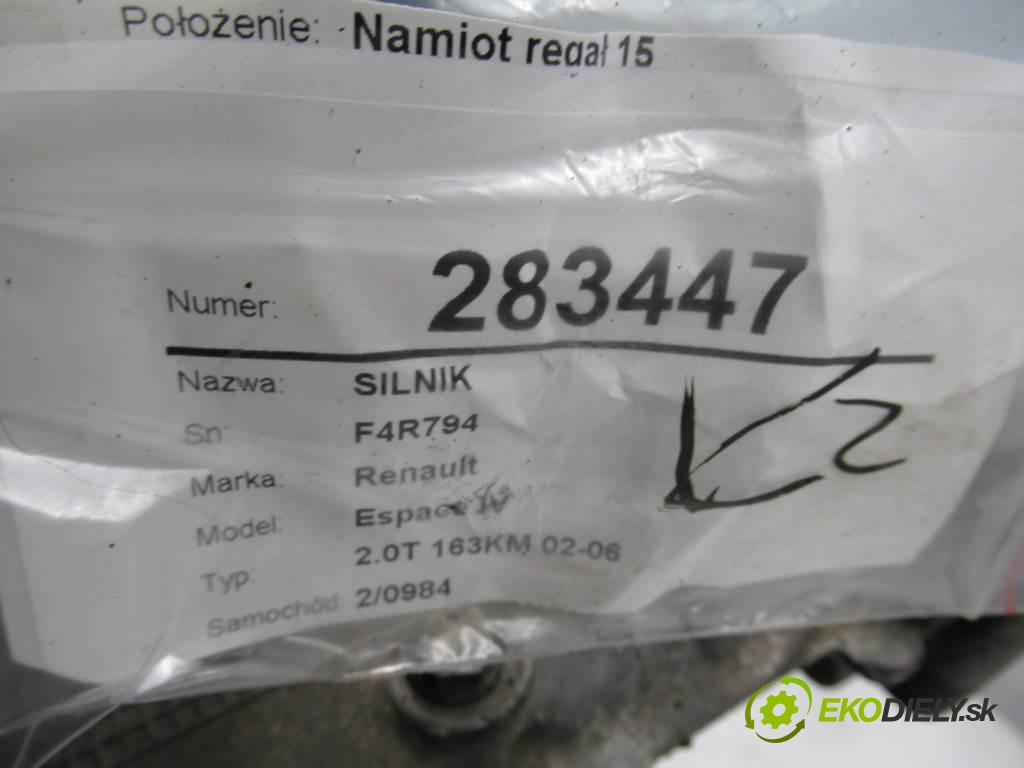 Położenie: Namiot regał 15
Numer: 283447
Nazwa: SILNIK
Sn: F4R794
Marka: Renault
Model: Espace IV
Typ: 2.0T 163KM 02-06
Samochód: 2/0984
EKODIELY.sk